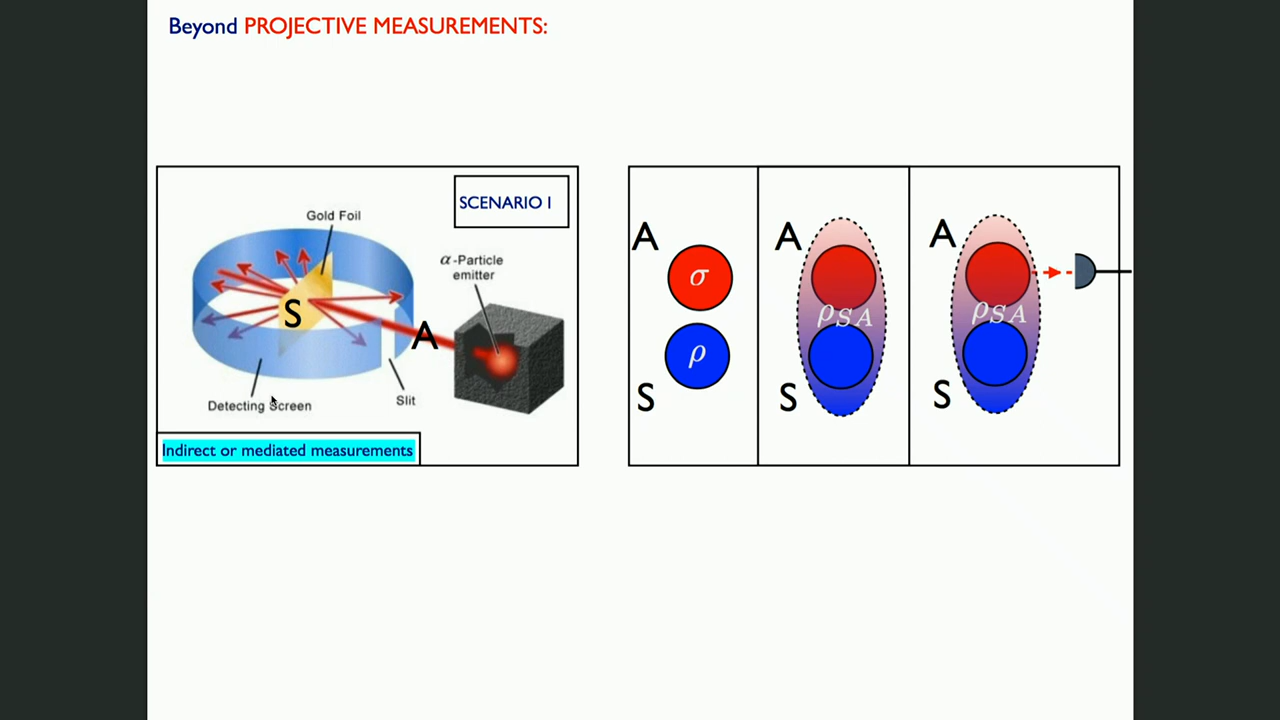 Beyond PROJECTIVE MEASUREMENTS:
SCENARIO I
Gold Foil
α-Particle
emitter
S
A
Detecting Screen
Slit
Indirect or mediated measurements
A
σ
ρ
S
A
ρSA
S
A
ρSA
S